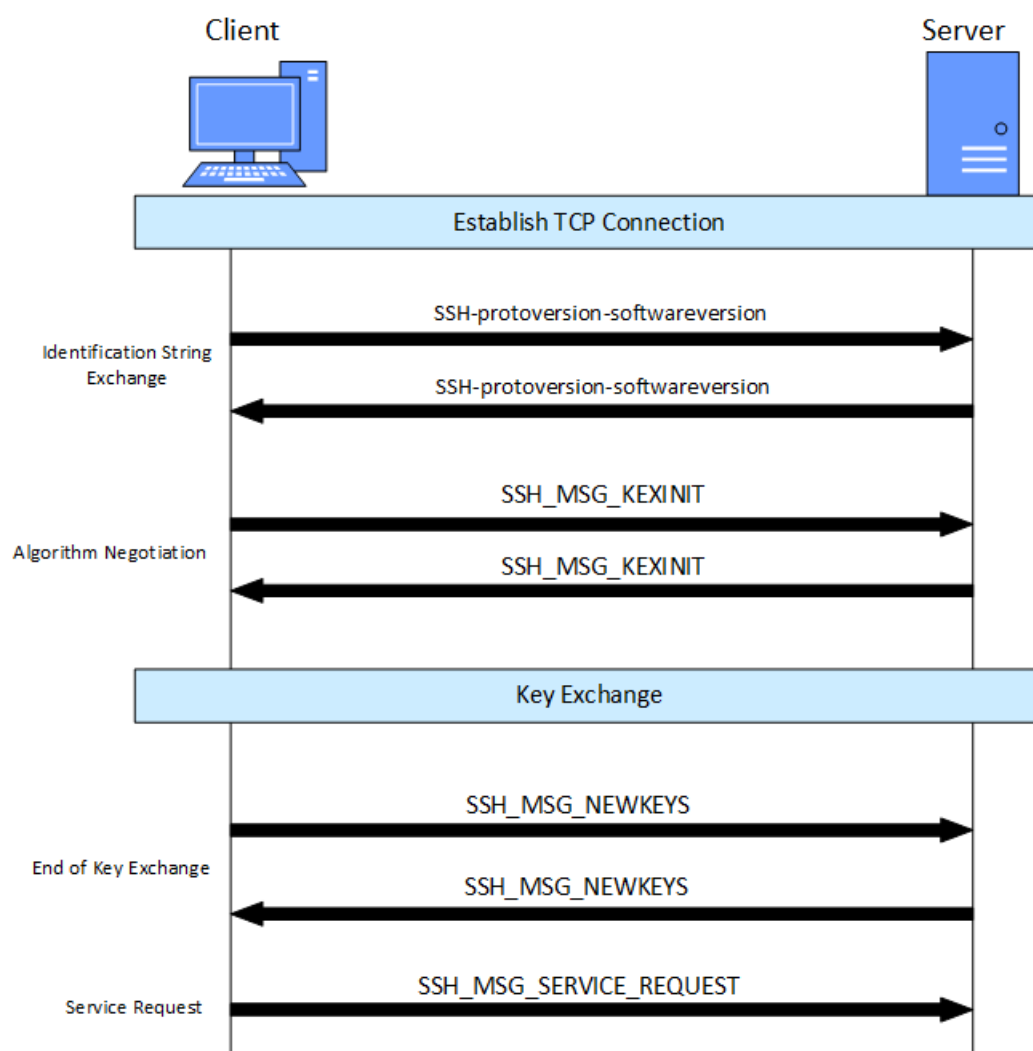 Client
Server
Establish TCP Connection
SSH-protoversion-softwareversion
Identification String
Exchange
SSH-protoversion-softwareversion
SSH_MSG_KEXINIT
Algorithm Negotiation
SSH_MSG_KEXINIT
Key Exchange
SSH_MSG_NEWKEYS
End of Key Exchange
SSH_MSG_NEWKEYS
SSH_MSG_SERVICE_REQUEST
Service Request